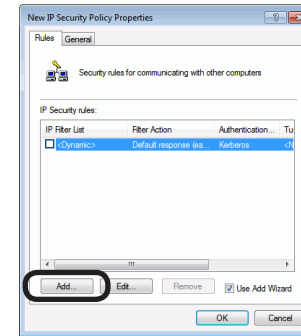 New IP Security Policy Properties
Rules General
Security rules for communicating with other computers
IP Security rules:
IP Filter List Filter Action Authentication... Tu
<Dynamic> Default response (ea... Kerberos <N
Add... Edit... Remove Use Add Wizard
OK Cancel